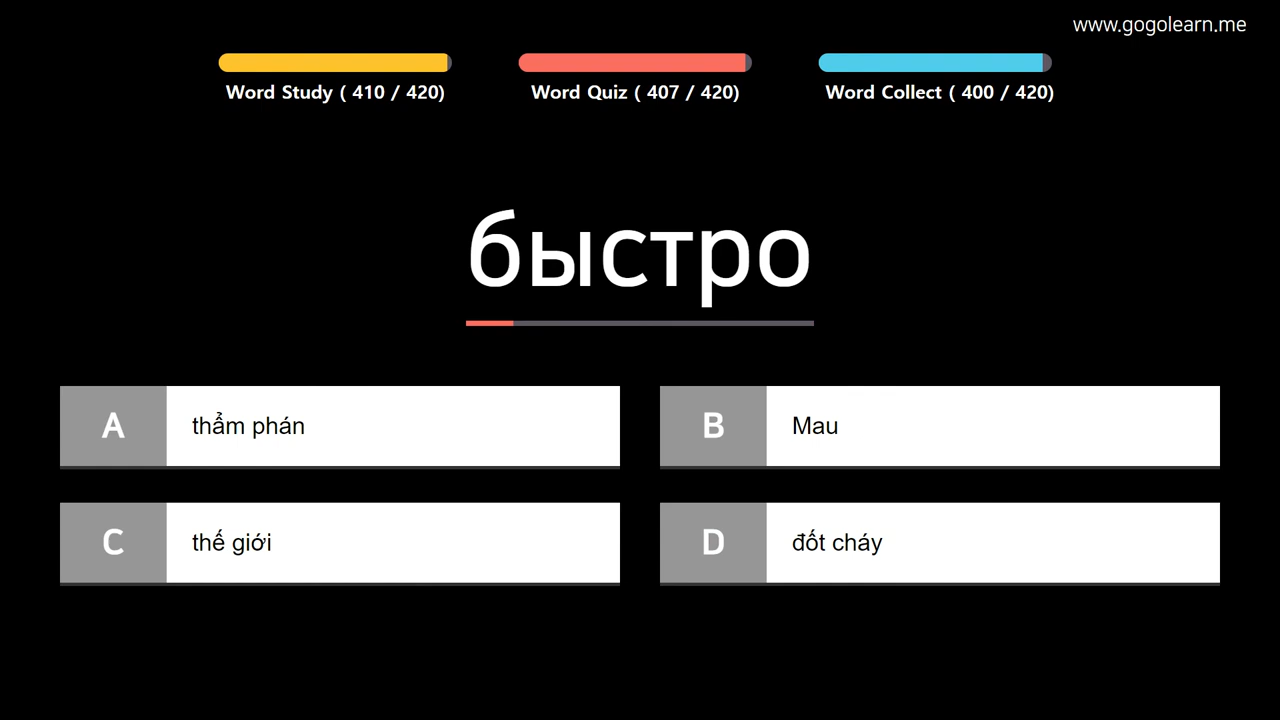 www.gogolearn.me
Word Study ( 410 / 420)
Word Quiz ( 407 / 420)
Word Collect ( 400 / 420)
быстро
A thẩm phán
B Mau
C thế giới
D đốt cháy